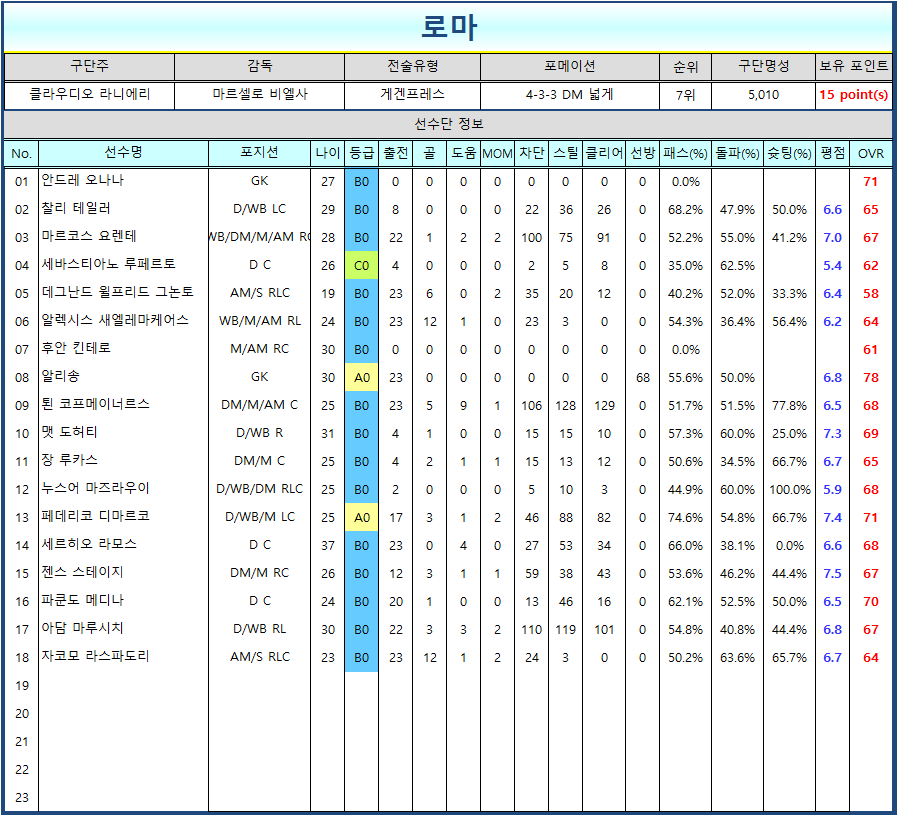 로마
구단주 감독 전술유형 포메이션 순위 구단명성 보유 포인트
클라우디오 라니에리 마르셀로 비엘사 게겐프레스 4-3-3 DM 넓게 7위 5,010 15 point(s)
선수단 정보
No. 선수명 포지션 나이 등급 출전 골 도움 MOM 차단 스틸 클리어 선방 패스(%) 돌파(%) 슛팅(%) 평점 OVR
01 안드레 오나나 GK 27 B0 0 0 0 0 0 0 0 0 0.0% 71
02 찰리 테일러 D/WB LC 29 B0 8 0 0 0 22 36 26 0 68.2% 47.9% 50.0% 6.6 65
03 마르코스 요렌테 WB/DM/M/AM RC 28 B0 22 1 2 2 100 75 91 0 52.2% 55.0% 41.2% 7.0 67
04 세바스티아노 루페르토 D C 26 C0 4 0 0 0 2 5 8 0 35.0% 62.5% 5.4 62
05 데그난드 윌프리드 그논토 AM/S RLC 19 B0 23 6 0 2 35 20 12 0 40.2% 52.0% 33.3% 6.4 58
06 알렉시스 새엘레마케어스 WB/M/AM RL 24 B0 23 12 1 0 23 3 0 0 54.3% 36.4% 56.4% 6.2 64
07 후안 킨테로 M/AM RC 30 B0 0 0 0 0 0 0 0 0 0.0% 61
08 알리송 GK 30 A0 23 0 0 0 0 0 0 68 55.6% 50.0% 6.8 78
09 퇸 코프메이너르스 DM/M/AM C 25 B0 23 5 9 1 106 128 129 0 51.7% 51.5% 77.8% 6.5 68
10 맷 도허티 D/WB R 31 B0 4 1 0 0 15 15 10 0 57.3% 60.0% 25.0% 7.3 69
11 장 루카스 DM/M C 25 B0 4 2 1 1 15 13 12 0 50.6% 34.5% 66.7% 6.7 65
12 누스어 마즈라우이 D/WB/DM RLC 25 B0 2 0 0 0 5 10 3 0 44.9% 60.0% 100.0% 5.9 68
13 페데리코 디마르코 D/WB/M LC 25 A0 17 3 1 2 46 88 82 0 74.6% 54.8% 66.7% 7.4 71
14 세르히오 라모스 D C 37 B0 23 0 4 0 27 53 34 0 66.0% 38.1% 0.0% 6.6 68
15 젠스 스테이지 DM/M RC 26 B0 12 3 1 1 59 38 43 0 53.6% 46.2% 44.4% 7.5 67
16 파쿤도 메디나 D C 24 B0 20 1 0 0 13 46 16 0 62.1% 52.5% 50.0% 6.5 70
17 아담 마루시치 D/WB RL 30 B0 22 3 3 2 110 119 101 0 54.8% 40.8% 44.4% 6.8 67
18 자코모 라스파도리 AM/S RLC 23 B0 23 12 1 2 24 3 0 0 50.2% 63.6% 65.7% 6.7 64
19
20
21
22
23